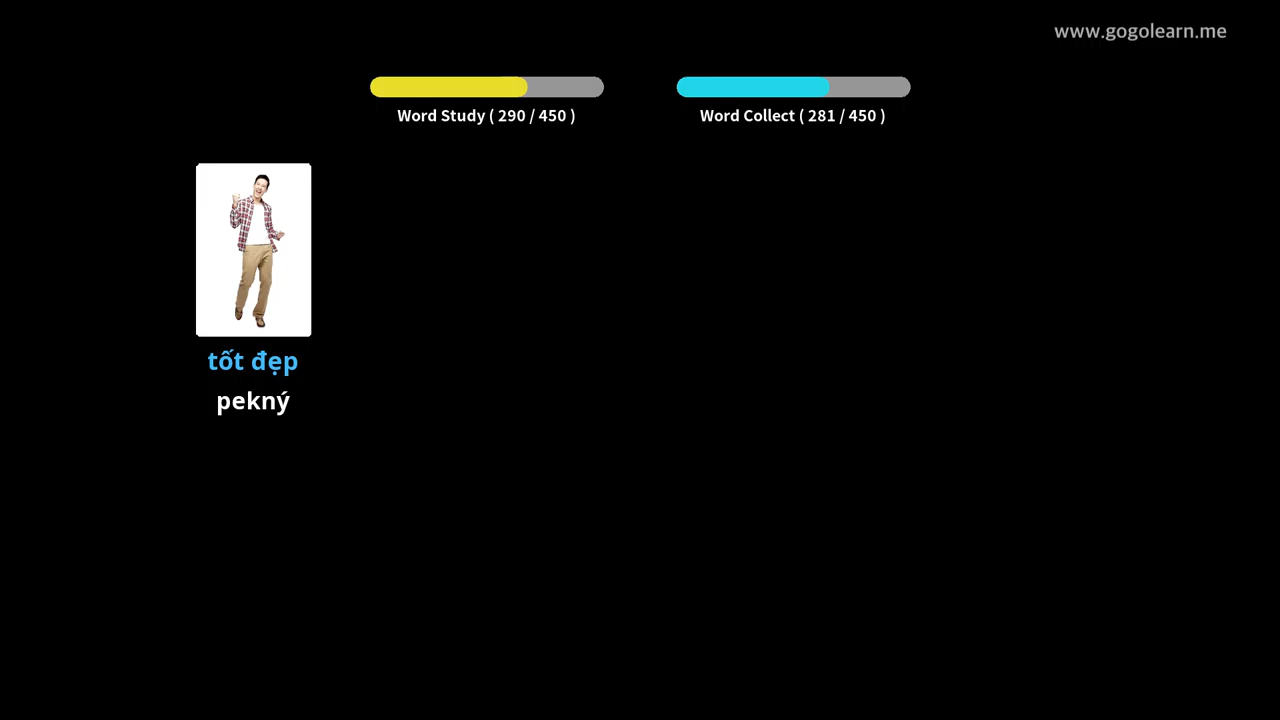 www.gogolearn.me
Word Study ( 290 / 450 )
Word Collect ( 281 / 450 )
tốt đẹp
pekný